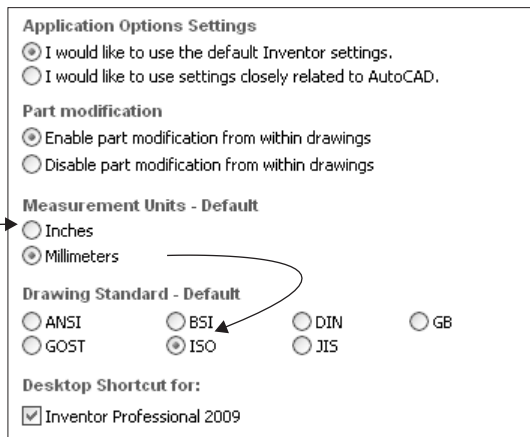 Application Options Settings
I would like to use the default Inventor settings.
I would like to use settings closely related to AutoCAD.
Part modification
Enable part modification from within drawings
Disable part modification from within drawings
Measurement Units - Default
Inches
Millimeters
Drawing Standard - Default
ANSI BSI DIN GB
GOST ISO JIS
Desktop Shortcut for:
Inventor Professional 2009